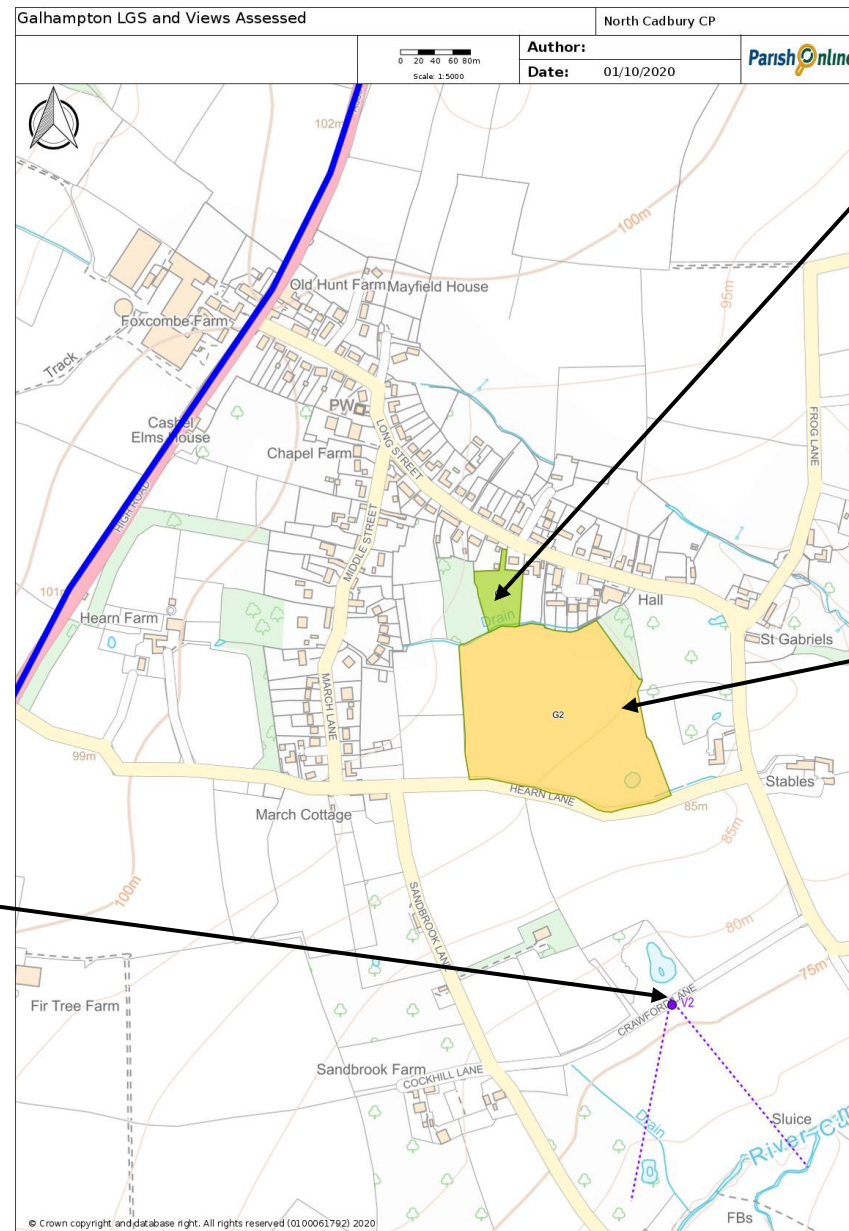 Galhampton LGS and Views Assessed
North Cadbury CP
0 20 40 60 80m
Scale: 1:5000
Author:
Date: 01/10/2020
Parish Online
102m
100m
95m
Old Hunt Farm
Mayfield House
Foxcombe Farm
Track
PW
Cashel
Elms House
Chapel Farm
LONG STREET
FROG LANE
HIGH ROAD
MIDDLE STREET
101m
Hearn Farm
Hall
Drain
St Gabriels
MARCH LANE
G2
99m
HEARN LANE
Stables
March Cottage
85m
85m
100m
SANDBROOK LANE
80m
75m
Fir Tree Farm
V2
CRAWFORD LANE
Sandbrook Farm
COCKHILL LANE
Drain
Sluice
River Cam
FBs
© Crown copyright and database right. All rights reserved (0100061792) 2020